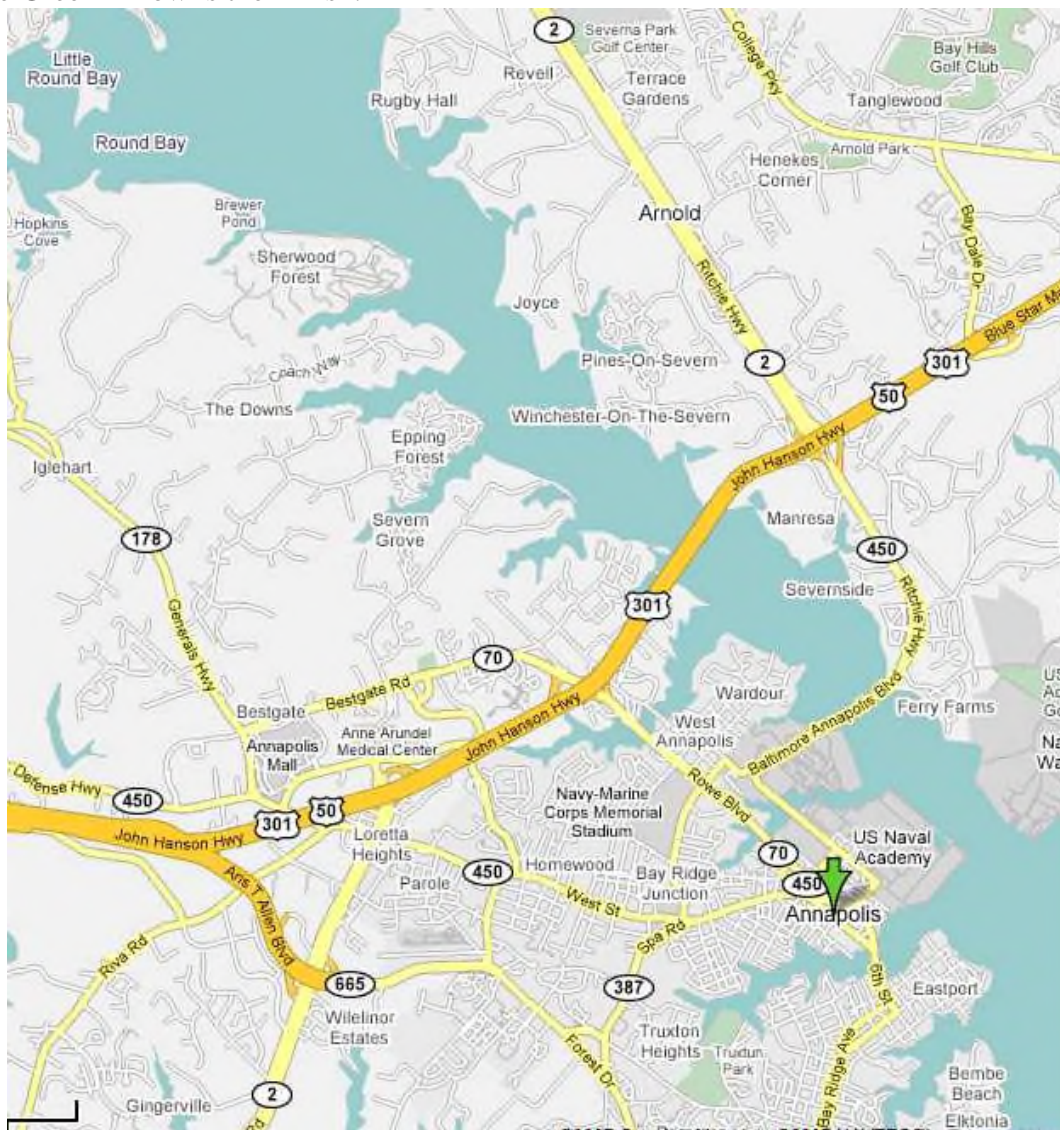 2
Severna Park
Golf Center
Revell
College Pky
Bay Hills
Golf Club
Little
Round Bay
Rugby Hall
Terrace
Gardens
Tanglewood
Round Bay
Arnold Park
Henekes
Corner
Brewer
Pond
Arnold
Hopkins
Cove
Bay Dale Dr
Sherwood
Forest
Ritchie Hwy
Joyce
Blue Star M
Pines-On-Severn
2
301
Coach Way
50
The Downs
Winchester-On-The-Severn
Epping
Forest
John Hanson Hwy
Iglehart
Severn
Grove
Manresa
178
450
Severnside
301
Ritchie Hwy
Generals Hwy
70
Bestgate Rd
Wardour
Baltimore Annapolis Blvd
US
Ferry Farms
Bestgate
West
Annapolis
Annapolis
Mall
Anne Arundel
Medical Center
John Hanson Hwy
Na
Wa
Defense Hwy
Rowe Blvd
450
Navy-Marine
Corps Memorial
Stadium
50
301
John Hanson Hwy
Loretta
Heights
US Naval
Academy
70
Homewood
Bay Ridge
Junction
450
450
Parole
Aris T Allen Blvd
West St
Annapolis
Spa Rd
Riva Rd
6th St
665
387
Eastport
Wilelinor
Estates
Truxton
Heights
Truxtun
Park
Forest Dr
Bay Ridge Ave
Bembe
Beach
2
Gingerville
Elktonia
Rd